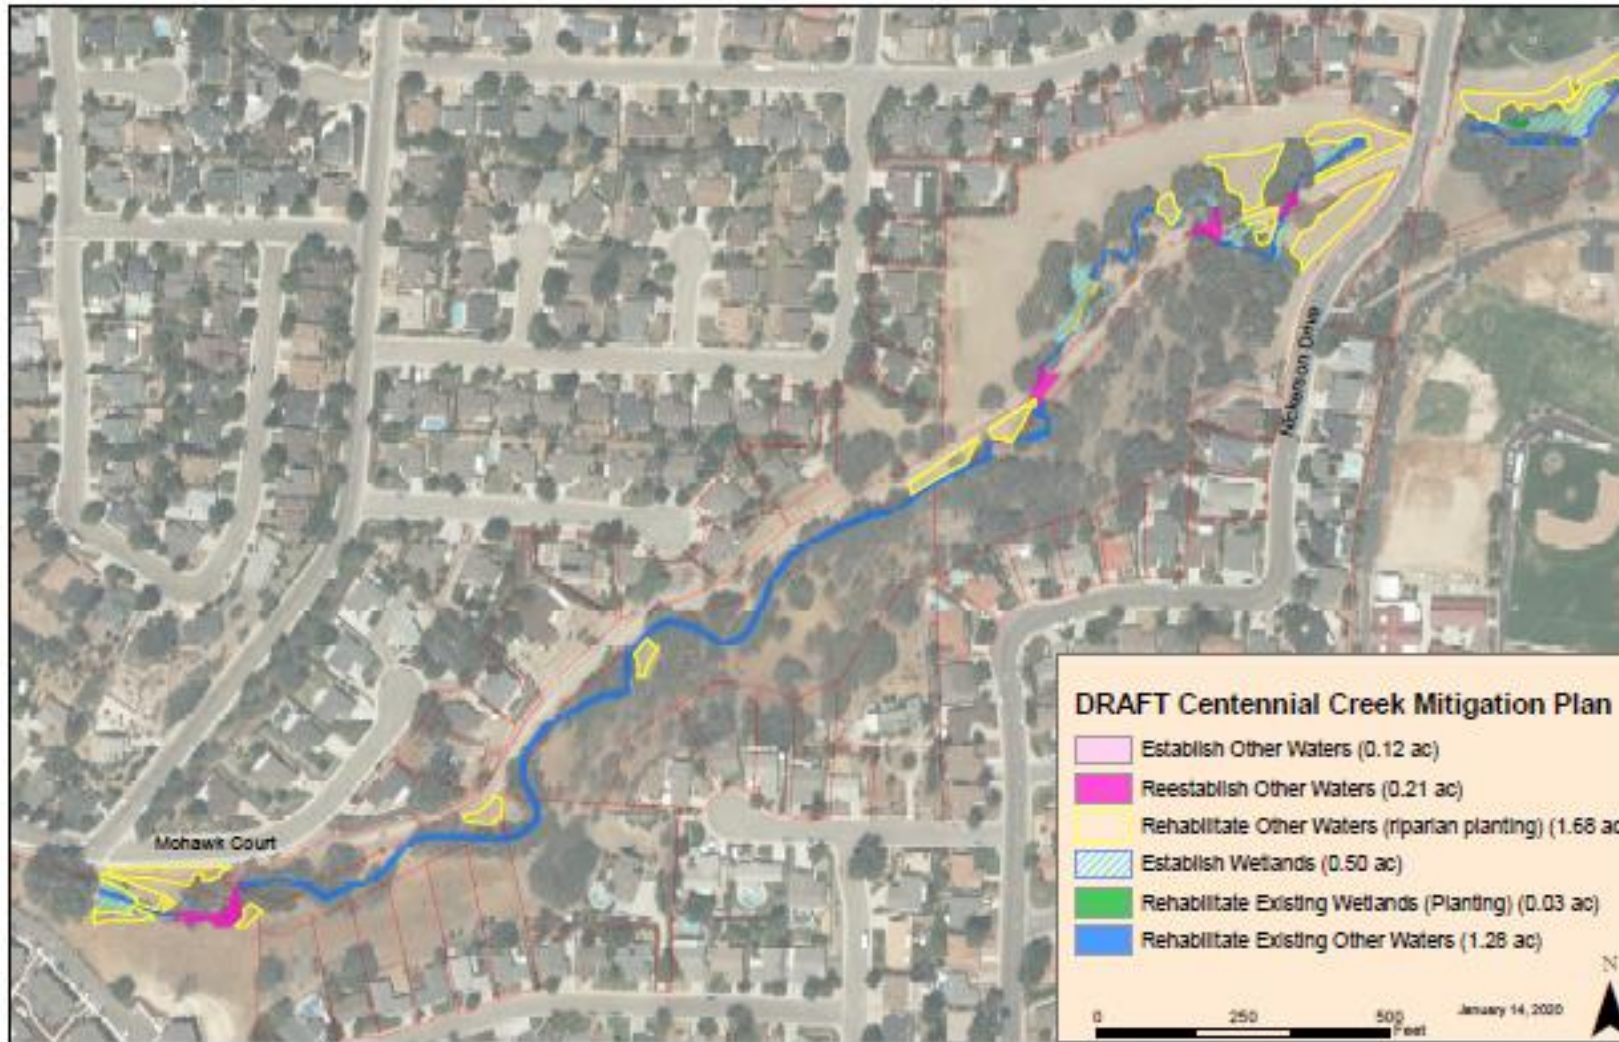 Nickerson Drive
Mohawk Court
DRAFT Centennial Creek Mitigation Plan
Establish Other Waters (0.12 ac)
Reestablish Other Waters (0.21 ac)
Rehabilitate Other Waters (riparian planting) (1.68 ac
Establish Wetlands (0.50 ac)
Rehabilitate Existing Wetlands (Planting) (0.03 ac)
Rehabilitate Existing Other Waters (1.28 ac)
N
January 14, 2020
0 250 500
Feet